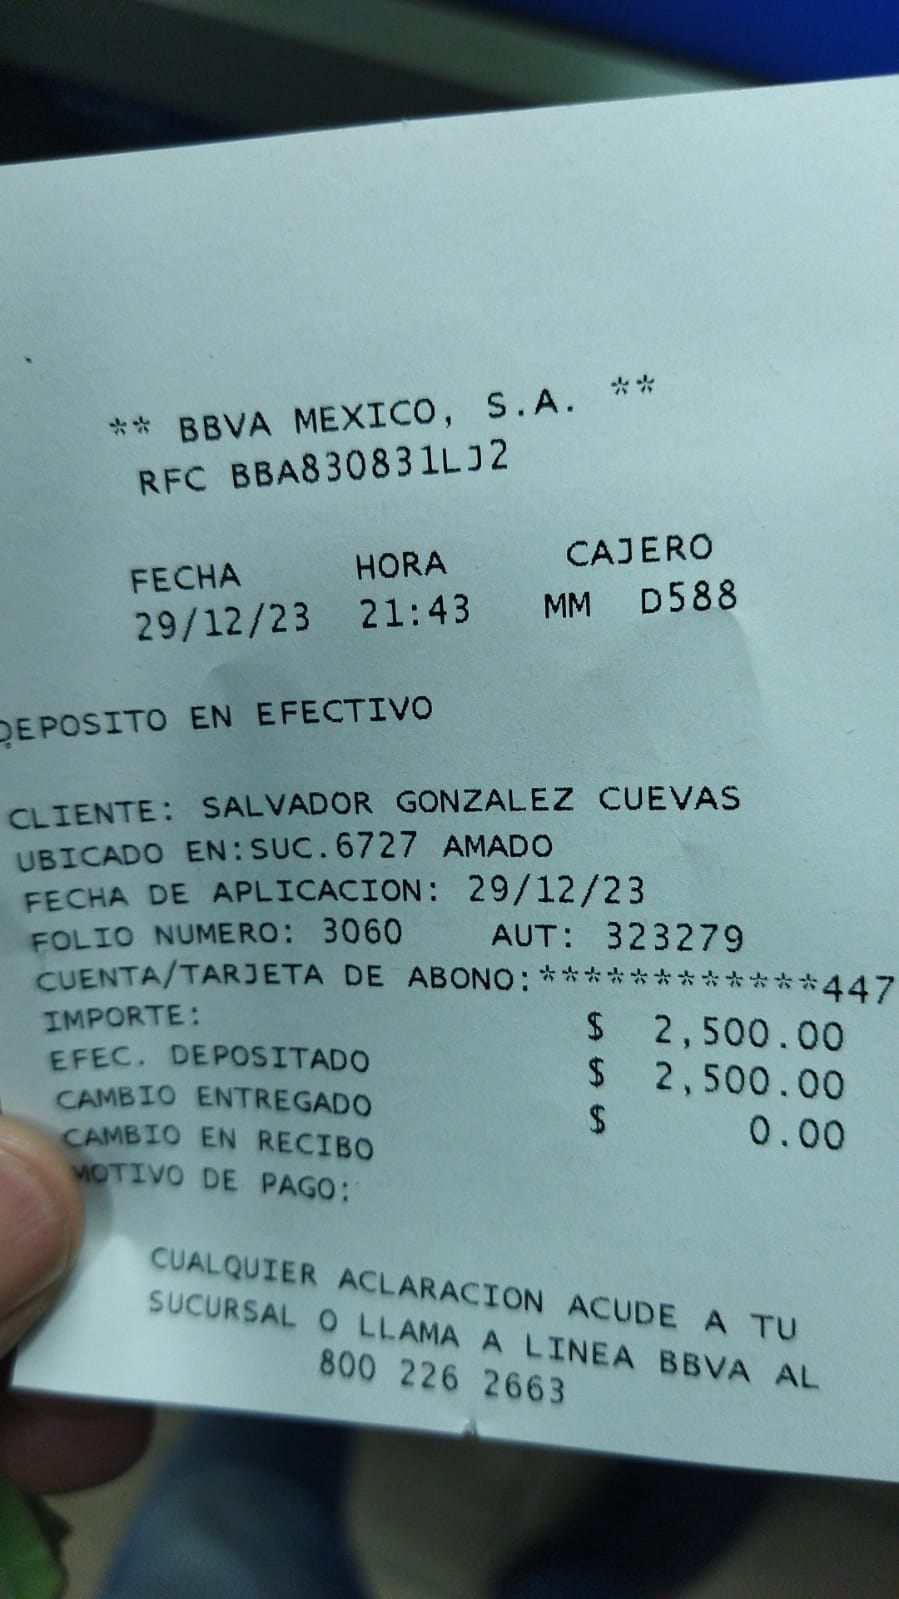 ** BBVA MEXICO, S.A. **
RFC BBA830831LJ2
FECHA HORA CAJERO
29/12/23 21:43 MM D588
DEPOSITO EN EFECTIVO
CLIENTE: SALVADOR GONZALEZ CUEVAS
UBICADO EN:SUC.6727 AMADO
FECHA DE APLICACION: 29/12/23
FOLIO NUMERO: 3060 AUT: 323279
CUENTA/TARJETA DE ABONO:************447
IMPORTE: $ 2,500.00
EFEC. DEPOSITADO $ 2,500.00
CAMBIO ENTREGADO $ 0.00
CAMBIO EN RECIBO
MOTIVO DE PAGO:
CUALQUIER ACLARACION ACUDE A TU
SUCURSAL O LLAMA A LINEA BBVA AL
800 226 2663